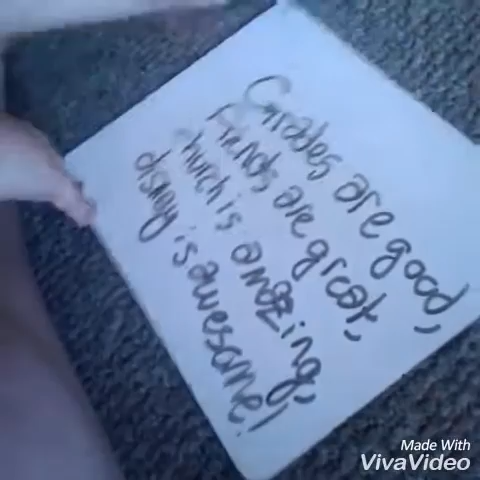 Grades are good,
friends are great,
church is amazing,
disney is awesome!
Made With
VivaVideo